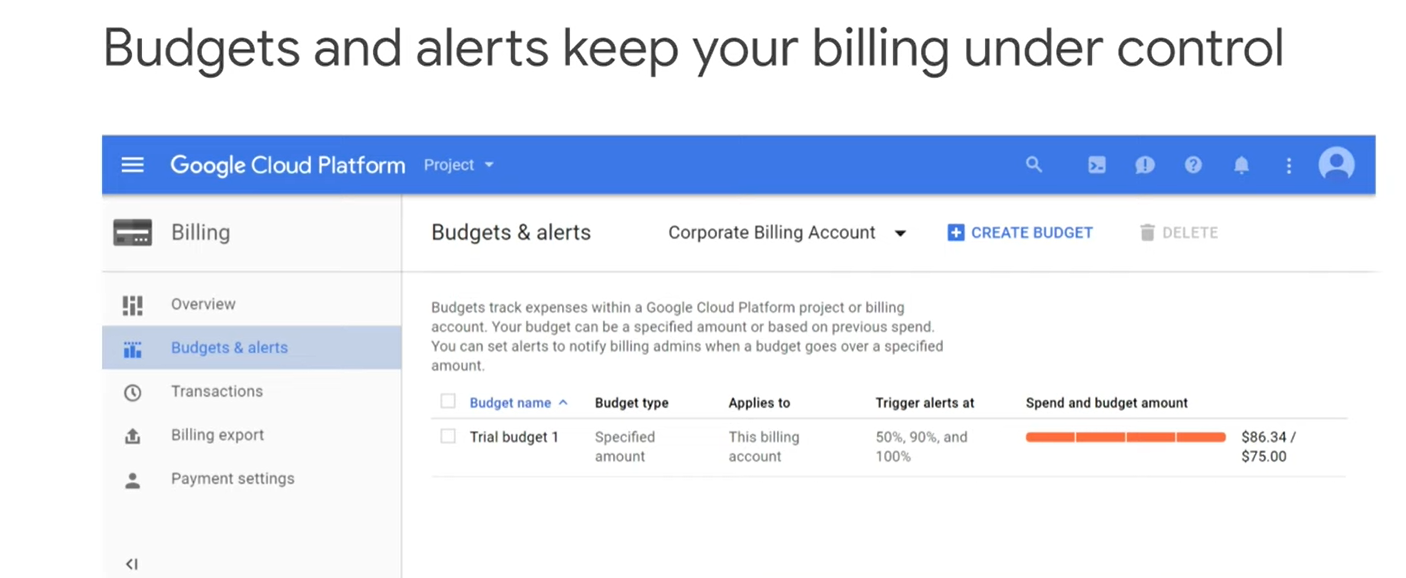 Budgets and alerts keep your billing under control
Google Cloud Platform Project
Billing
Budgets & alerts Corporate Billing Account CREATE BUDGET DELETE
Overview
Budgets & alerts
Transactions
Billing export
Payment settings
Budgets track expenses within a Google Cloud Platform project or billing
account. Your budget can be a specified amount or based on previous spend.
You can set alerts to notify billing admins when a budget goes over a specified
amount.
Budget name Budget type Applies to Trigger alerts at Spend and budget amount
Trial budget 1 Specified This billing 50%, 90%, and $86.34 /
amount account 100% $75.00